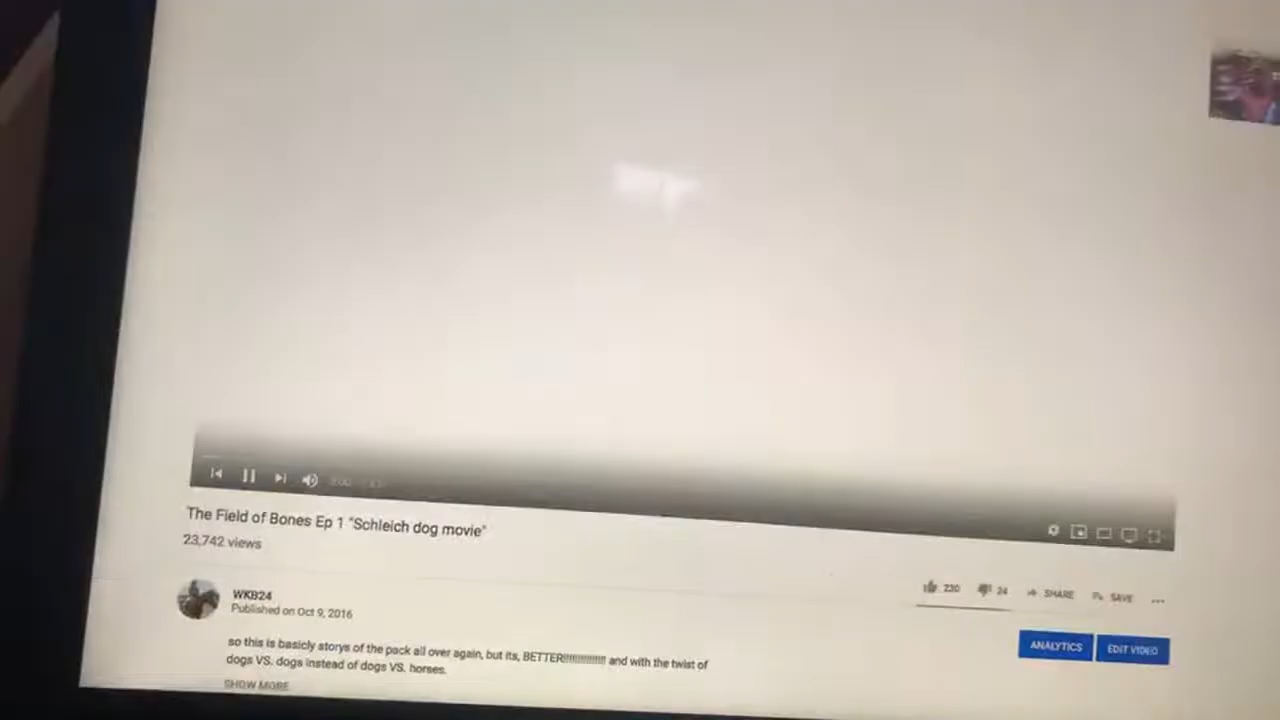 The Field of Bones Ep 1 "Schleich dog movie"
23,742 views
230 24 SHARE SAVE
WKB24
Published on Oct 9, 2016
ANALYTICS EDIT VIDEO
so this is basicly storys of the pack all over again, but its, BETTER!!!!!!!!!!!!!!!! and with the twist of
dogs VS. dogs instead of dogs VS. horses.
SHOW MORE